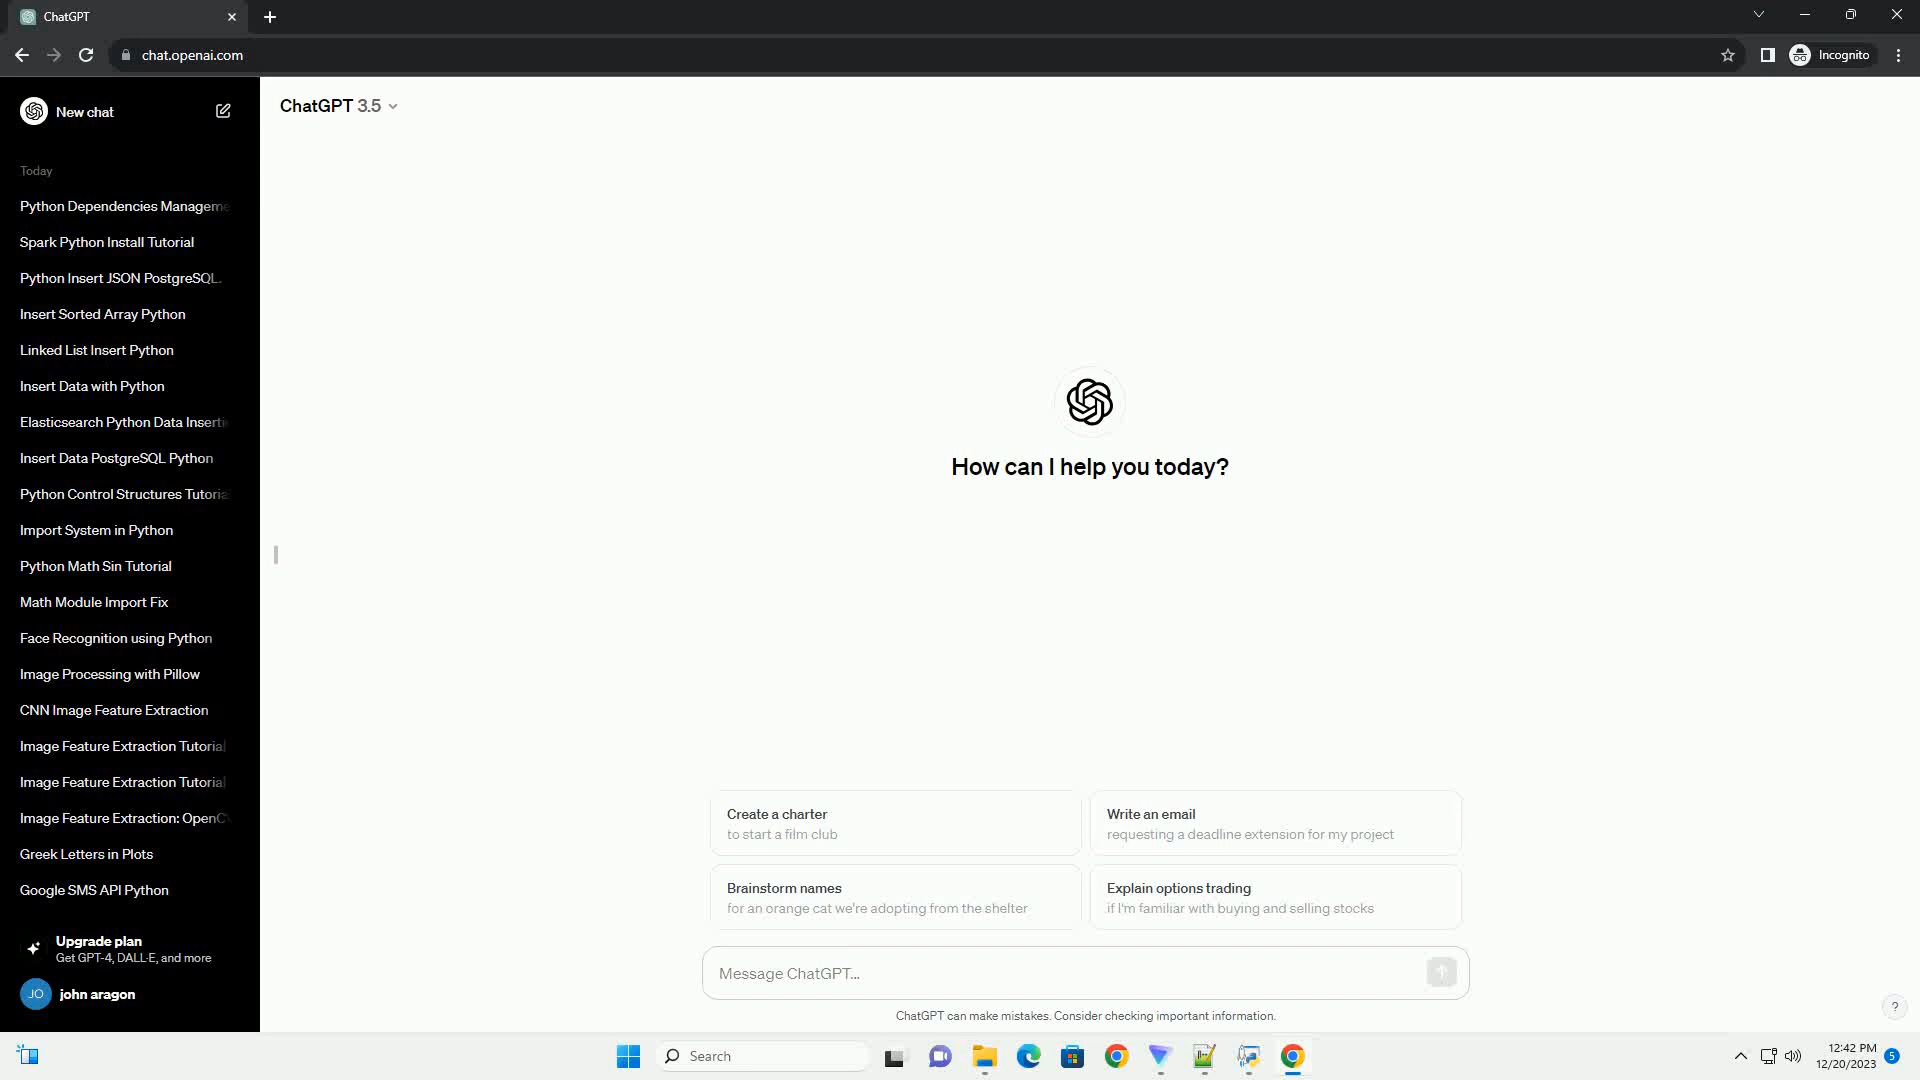 ChatGPT
chat.openai.com
Incognito
New chat
ChatGPT 3.5
Today
Python Dependencies Manageme
Spark Python Install Tutorial
Python Insert JSON PostgreSQL.
Insert Sorted Array Python
Linked List Insert Python
Insert Data with Python
Elasticsearch Python Data Inserti
Insert Data PostgreSQL Python
Python Control Structures Tutorial
Import System in Python
Python Math Sin Tutorial
Math Module Import Fix
Face Recognition using Python
Image Processing with Pillow
CNN Image Feature Extraction
Image Feature Extraction Tutorial
Image Feature Extraction Tutorial
Image Feature Extraction: OpenCV
Greek Letters in Plots
Google SMS API Python
Upgrade plan
Get GPT-4, DALL·E, and more
JO john aragon
How can I help you today?
Create a charter
to start a film club
Write an email
requesting a deadline extension for my project
Brainstorm names
for an orange cat we're adopting from the shelter
Explain options trading
if I'm familiar with buying and selling stocks
Message ChatGPT...
ChatGPT can make mistakes. Consider checking important information.
?
Search
12:42 PM
12/20/2023
5